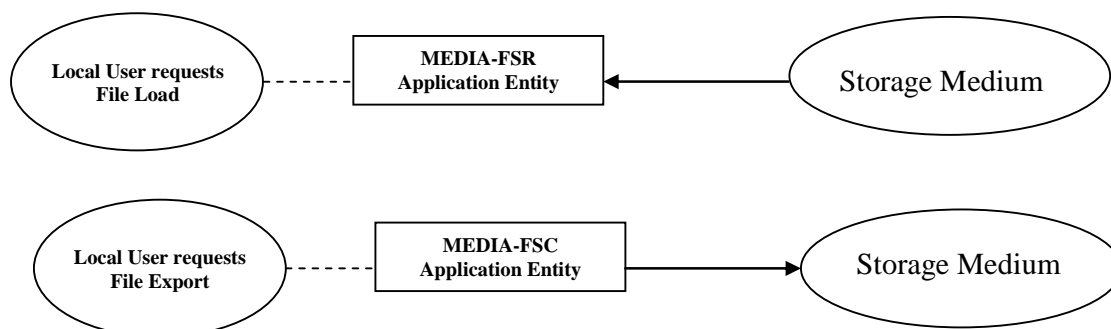 Local User requests
File Load
MEDIA-FSR
Application Entity
Storage Medium
Local User requests
File Export
MEDIA-FSC
Application Entity
Storage Medium